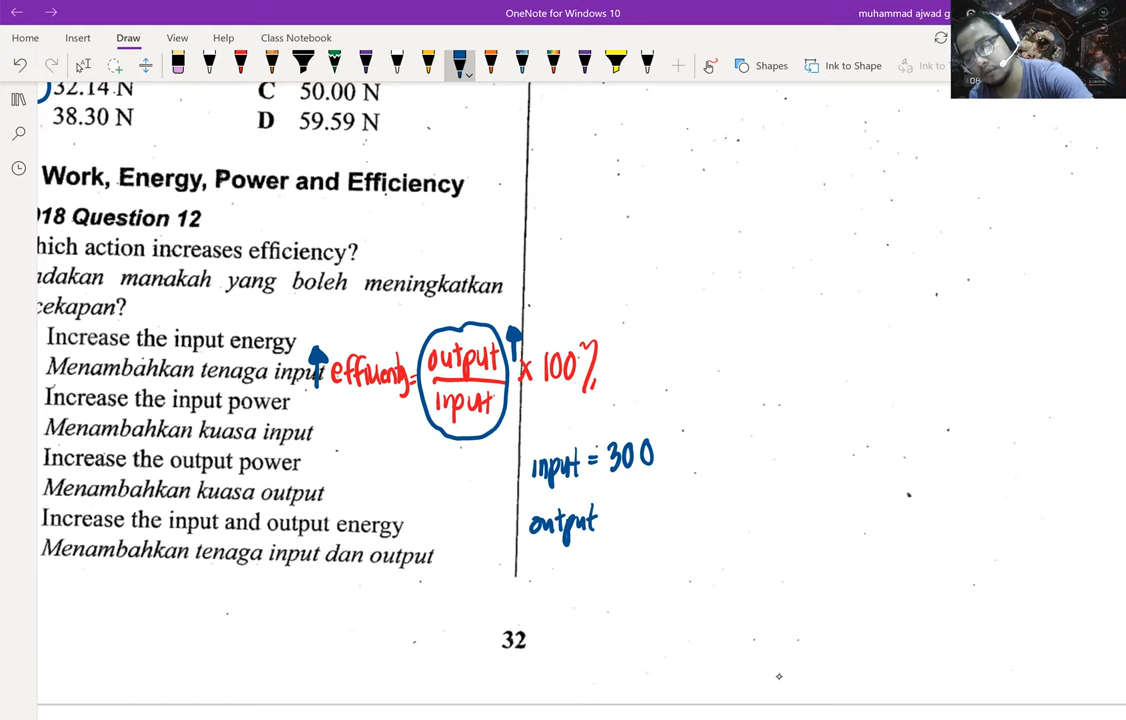 OneNote for Windows 10
muhammad ajwad g
Home Insert Draw View Help Class Notebook
Shapes Ink to Shape Ink to
32.14 N C 50.00 N
38.30 N D 59.59 N
Work, Energy, Power and Efficiency
18 Question 12
hich action increases efficiency?
adakan manakah yang boleh meningkatkan
cekapan?
Increase the input energy
Menambahkan tenaga input
Increase the input power
Menambahkan kuasa input
Increase the output power
Menambahkan kuasa output
Increase the input and output energy
Menambahkan tenaga input dan output
= output / input × 100%
input = 300
output
32